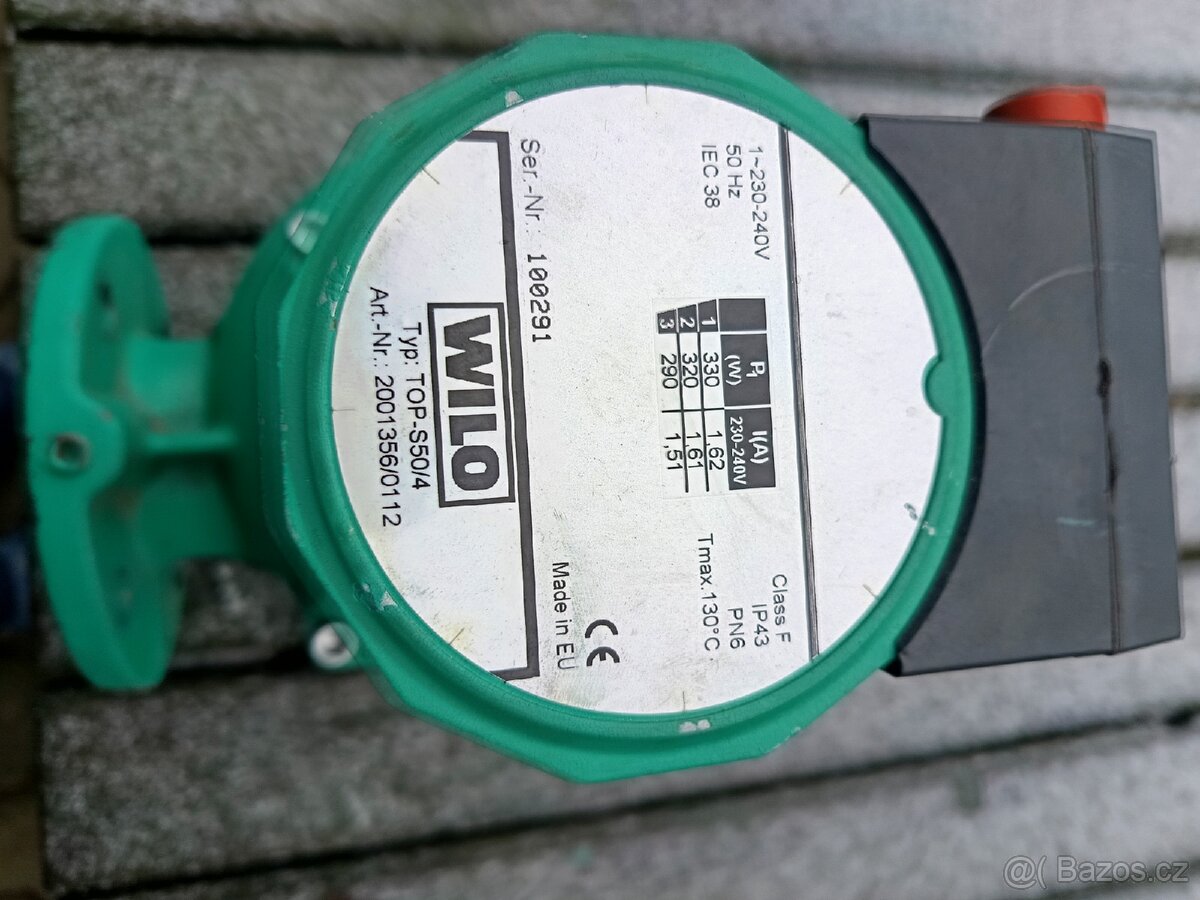 1~230-240V
50 Hz
IEC 38
P₁ (W) I(A) 230-240V
1 330 1,62
2 320 1,61
3 290 1,51
Class F
IP43
PN6
Tmax.130°C
Ser.-Nr.: 100291
Made in EU
CE
WILO
Typ: TOP-S50/4
Art.-Nr.: 2001356/0112
@( Bazos.cz